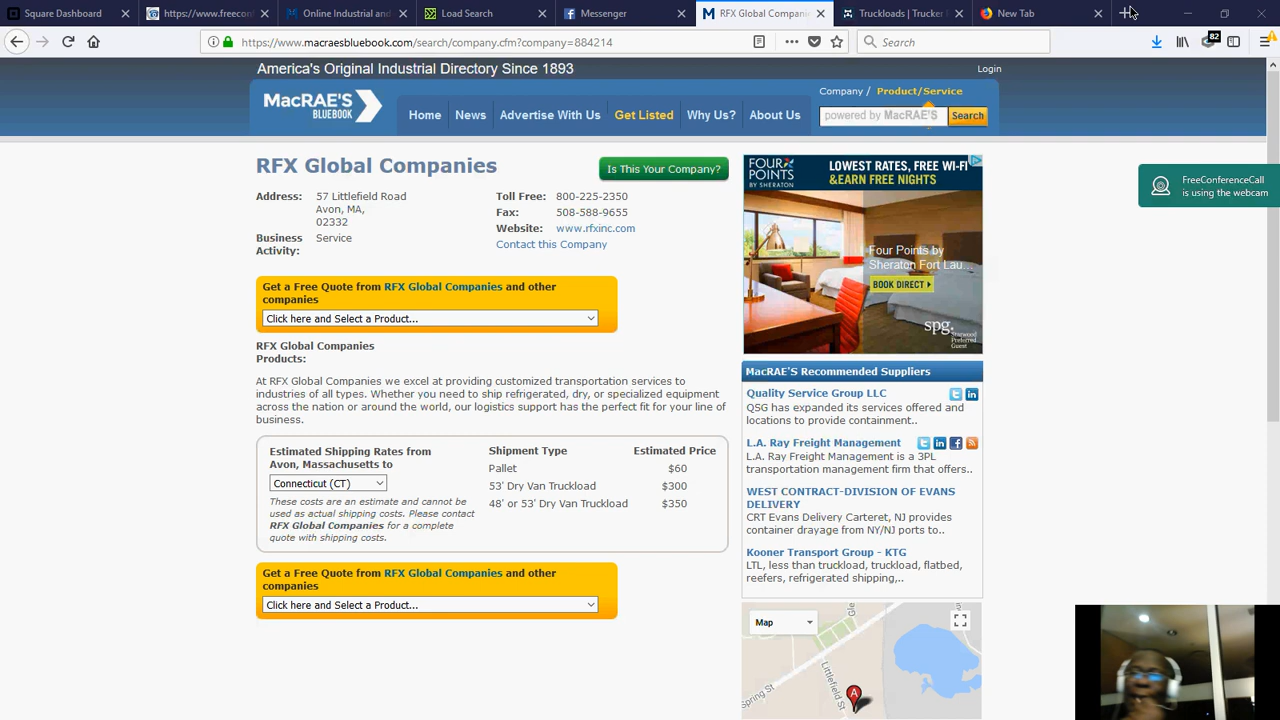 Square Dashboard
https://www.freeconf
Online Industrial and
Load Search
Messenger
RFX Global Companie
Truckloads | Trucker
New Tab
https://www.macraesbluebook.com/search/company.cfm?company=884214
Search
82
America's Original Industrial Directory Since 1893
Login
MacRAE'S
BLUEBOOK
Home
News
Advertise With Us
Get Listed
Why Us?
About Us
Company / Product/Service
powered by MacRAE'S
Search
RFX Global Companies
Is This Your Company?
Address: 57 Littlefield Road
Avon, MA,
02332
Business Activity: Service
Toll Free: 800-225-2350
Fax: 508-588-9655
Website: www.rfxinc.com
Contact this Company
Get a Free Quote from RFX Global Companies and other
companies
Click here and Select a Product...
RFX Global Companies
Products:
At RFX Global Companies we excel at providing customized transportation services to
industries of all types. Whether you need to ship refrigerated, dry, or specialized equipment
across the nation or around the world, our logistics support has the perfect fit for your line of
business.
Estimated Shipping Rates from
Avon, Massachusetts to
Connecticut (CT)
These costs are an estimate and cannot be
used as actual shipping costs. Please contact
RFX Global Companies for a complete
quote with shipping costs.
Shipment Type Estimated Price
Pallet $60
53' Dry Van Truckload $300
48' or 53' Dry Van Truckload $350
Get a Free Quote from RFX Global Companies and other
companies
Click here and Select a Product...
FOUR
POINTS
BY SHERATON
LOWEST RATES, FREE WI-FI
& EARN FREE NIGHTS
Four Points by
Sheraton Fort Lau...
BOOK DIRECT
spg.
Starwood
Preferred
Guest
MacRAE'S Recommended Suppliers
Quality Service Group LLC
QSG has expanded its services offered and
locations to provide containment..
L.A. Ray Freight Management
L.A. Ray Freight Management is a 3PL
transportation management firm that offers..
WEST CONTRACT-DIVISION OF EVANS
DELIVERY
CRT Evans Delivery Carteret, NJ provides
container drayage from NY/NJ ports to..
Kooner Transport Group - KTG
LTL, less than truckload, truckload, flatbed,
reefers, refrigerated shipping,..
Map
Gle
Littlefield St
Spring St
A
FreeConferenceCall
is using the webcam